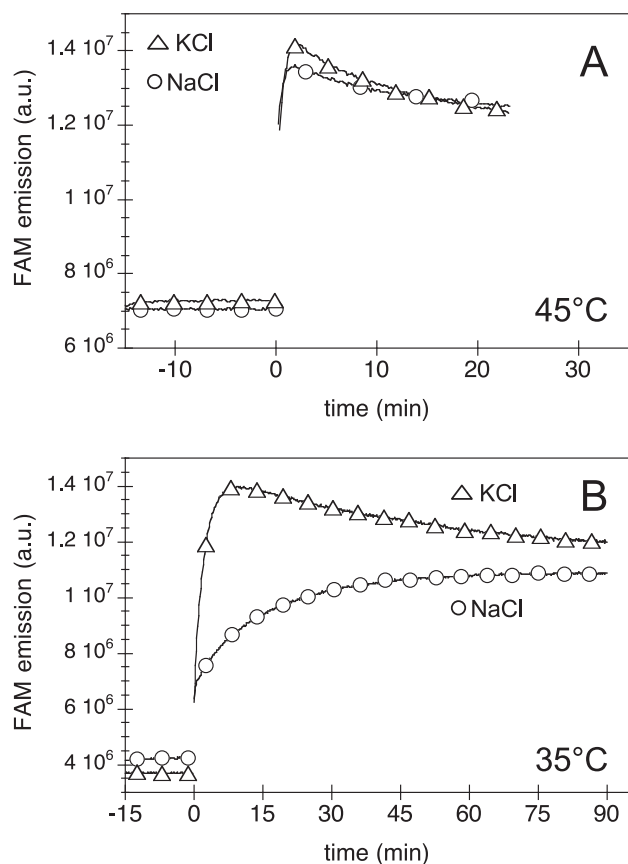 A
KCl
NaCl
1.4 10⁷
1.2 10⁷
1 10⁷
8 10⁶
6 10⁶
FAM emission (a.u.)
45°C
-10
0
10
20
30
time (min)
B
KCl
NaCl
1.4 10⁷
1.2 10⁷
1 10⁷
8 10⁶
6 10⁶
4 10⁶
FAM emission (a.u.)
35°C
-15
0
15
30
45
60
75
90
time (min)